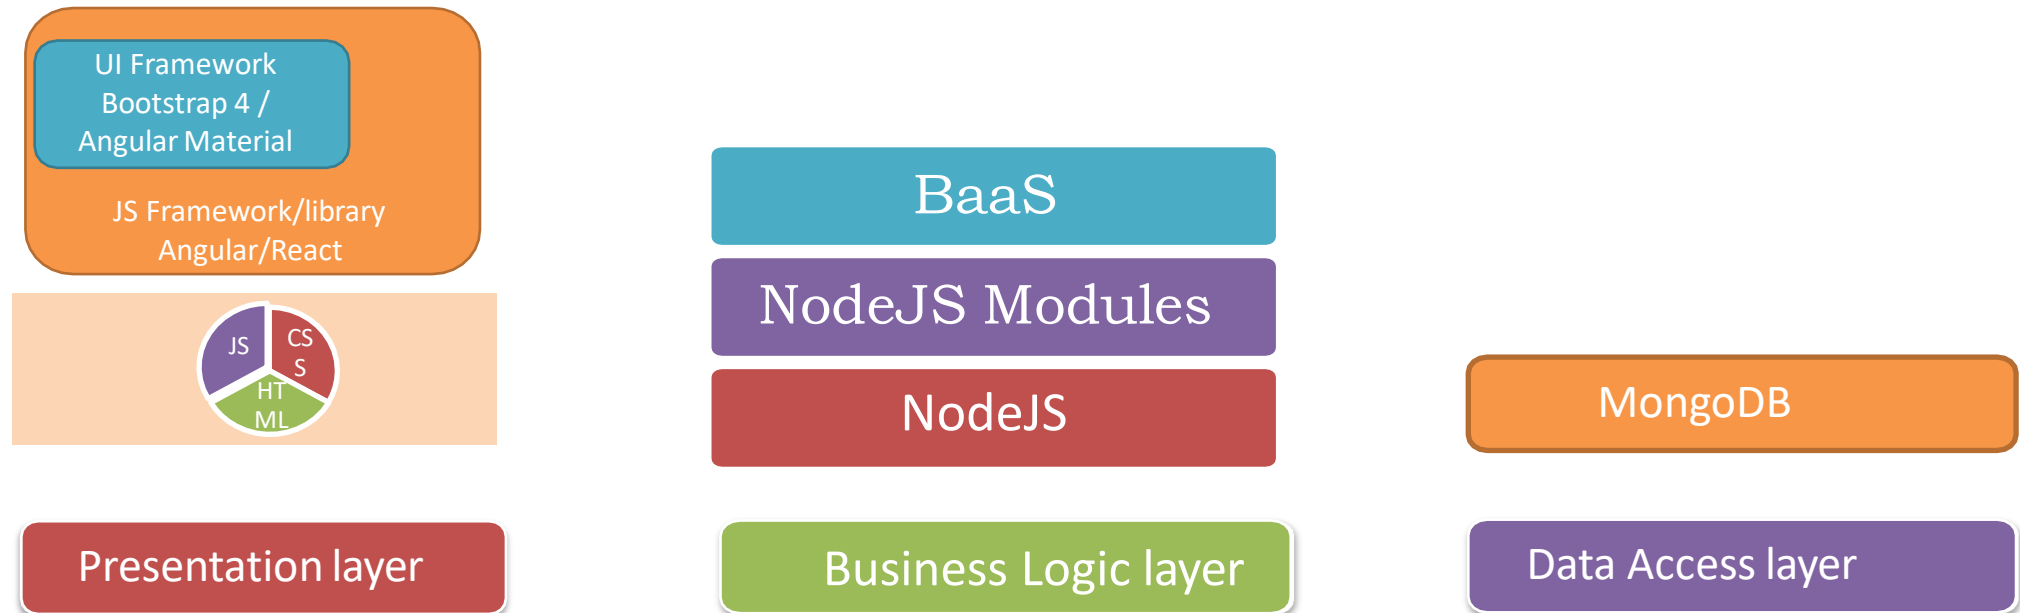 UI Framework
Bootstrap 4 /
Angular Material
JS Framework/library
Angular/React
JS
CS
S
HT
ML
Presentation layer
BaaS
NodeJS Modules
NodeJS
Business Logic layer
MongoDB
Data Access layer